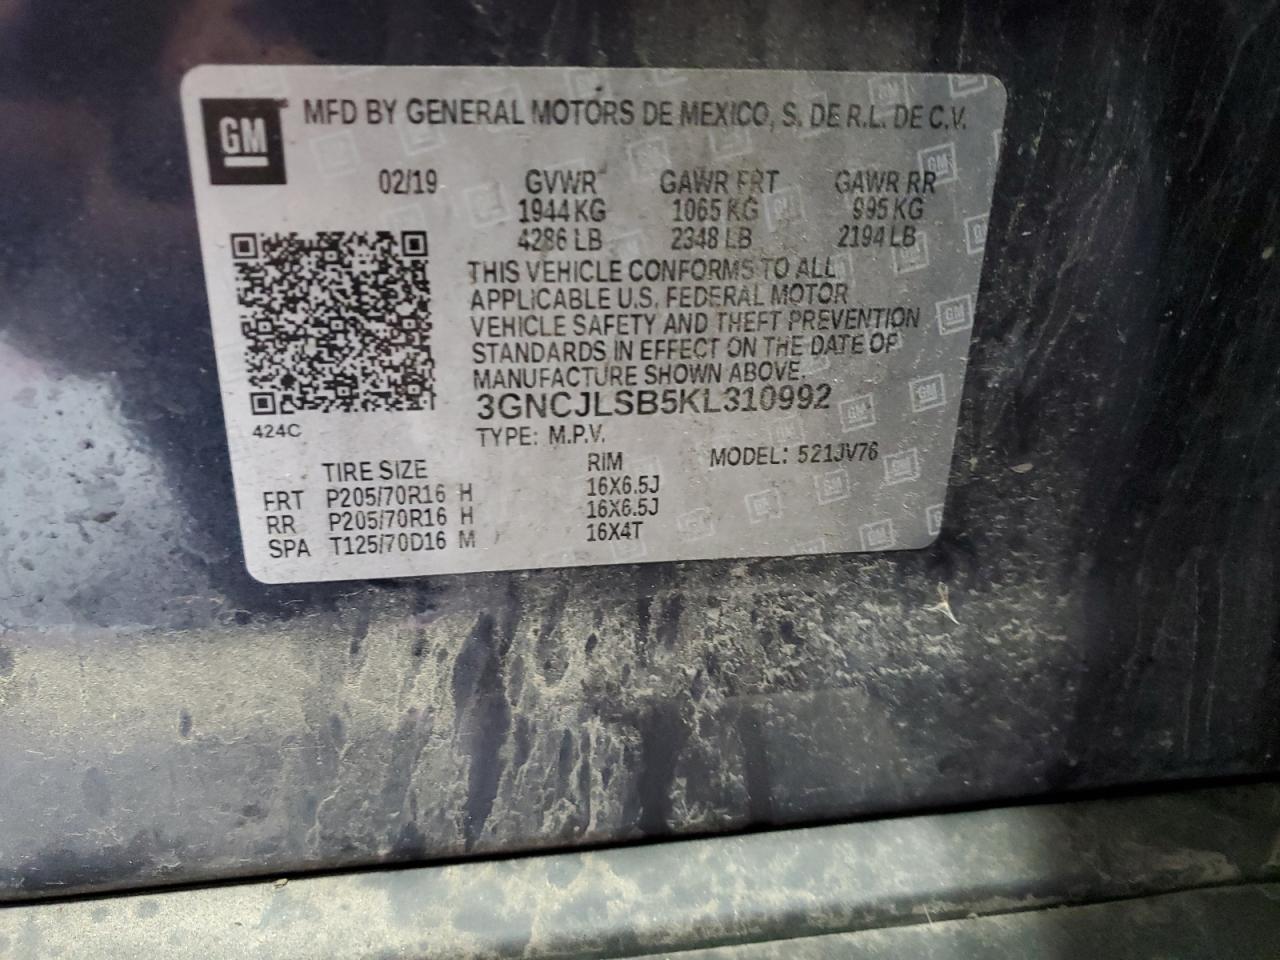 GM MFD BY GENERAL MOTORS DE MEXICO, S. DE R.L. DE C.V.
02/19 GVWR GAWR FRT GAWR RR
1944 KG 1065 KG 995 KG
4286 LB 2348 LB 2194 LB
THIS VEHICLE CONFORMS TO ALL
APPLICABLE U.S. FEDERAL MOTOR
VEHICLE SAFETY AND THEFT PREVENTION
STANDARDS IN EFFECT ON THE DATE OF
MANUFACTURE SHOWN ABOVE.
3GNCJLSB5KL310992
424C
TYPE: M.P.V. MODEL: 521JV76
TIRE SIZE RIM
FRT P205/70R16 H 16X6.5J
RR P205/70R16 H 16X6.5J
SPA T125/70D16 M 16X4T